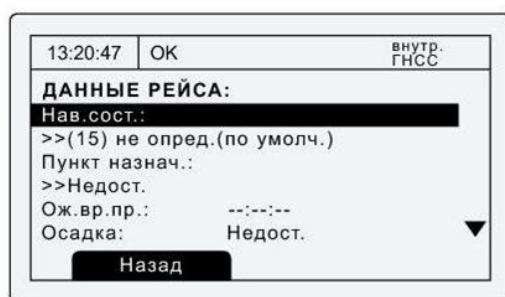 13:20:47 OK внутр. ГНСС
ДАННЫЕ РЕЙСА:
Нав.сост.:
>>(15) не опред.(по умолч.)
Пункт назнач.:
>>Недост.
Ож.вр.пр.: --:--:--
Осадка: Недост.
Назад